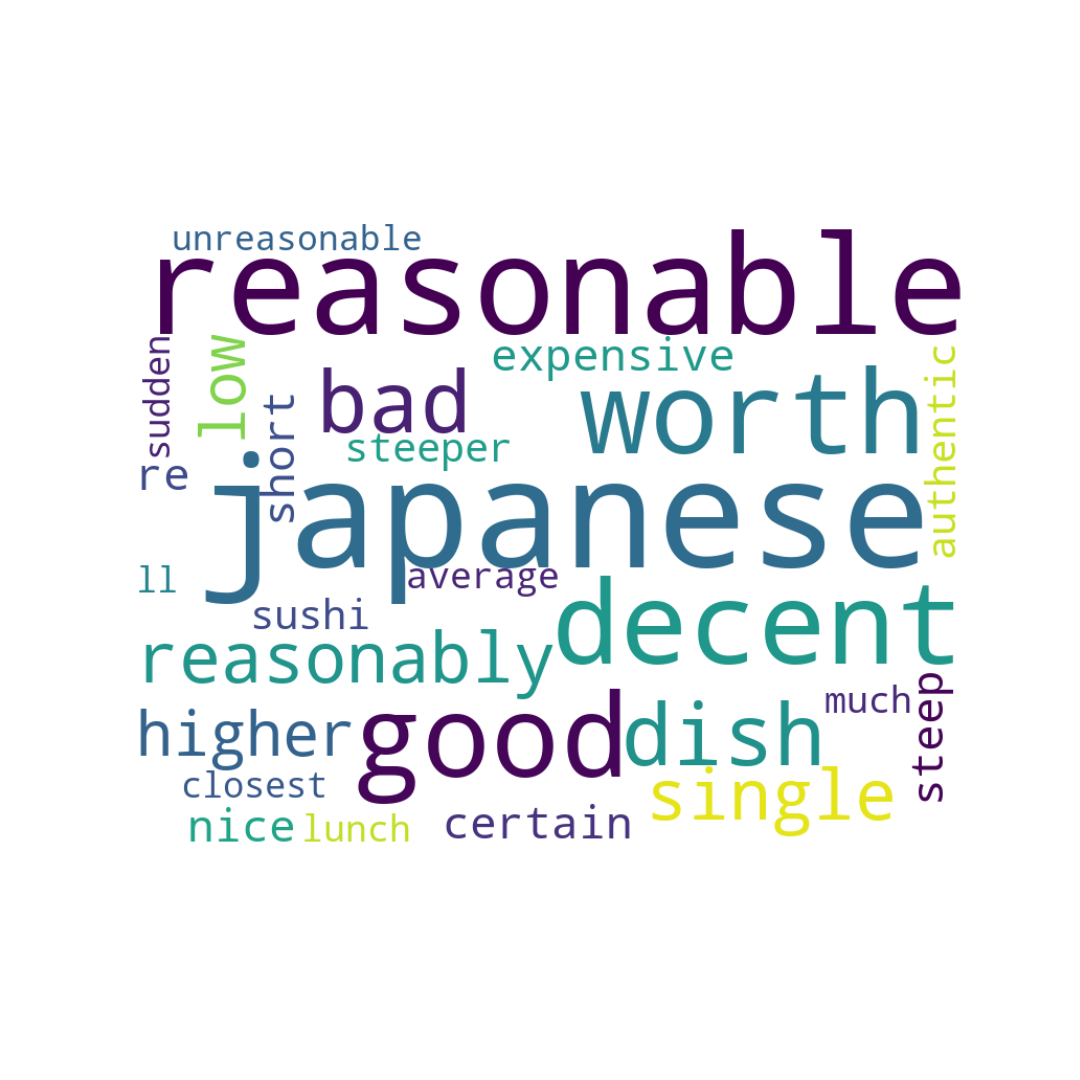 unreasonable
reasonable
sudden
low
expensive
bad
worth
authentic
short
steeper
re
japanese
ll
average
sushi
decent
reasonably
much
steep
higher
good
dish
closest
single
nice
lunch
certain